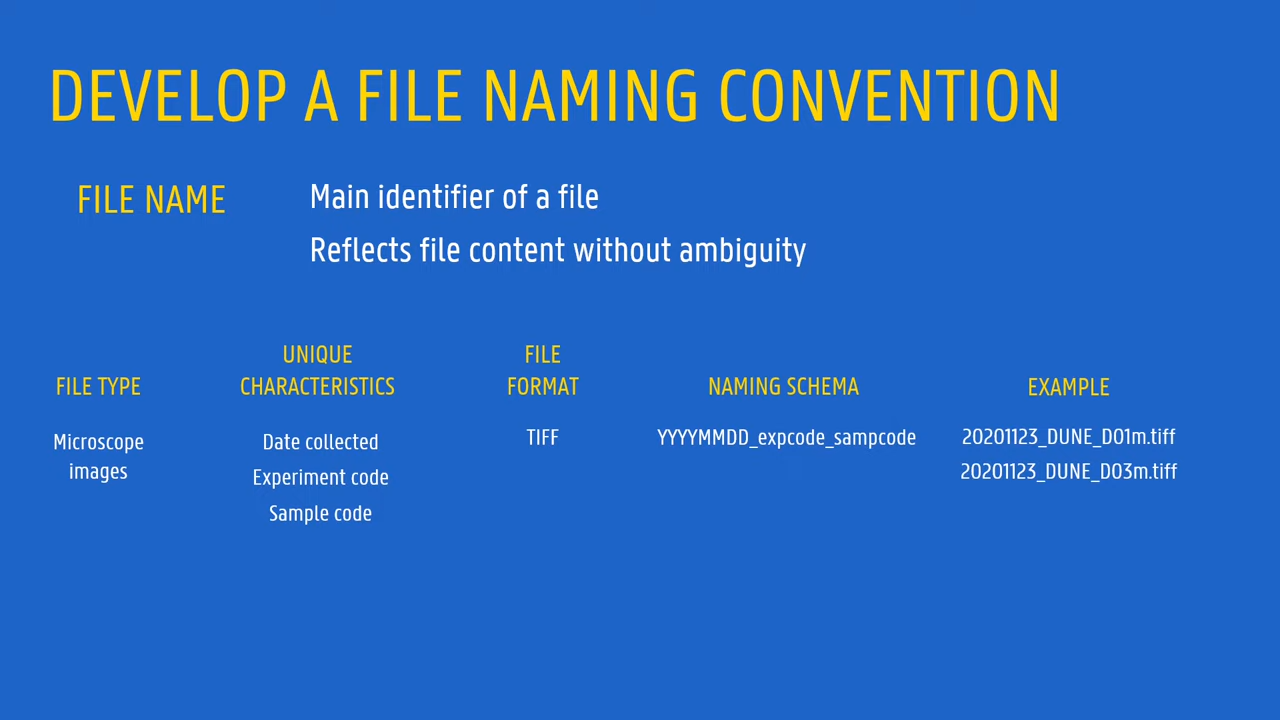 DEVELOP A FILE NAMING CONVENTION
FILE NAME
Main identifier of a file
Reflects file content without ambiguity
FILE TYPE
UNIQUE
CHARACTERISTICS
FILE
FORMAT
NAMING SCHEMA
EXAMPLE
Microscope
images
Date collected
Experiment code
Sample code
TIFF
YYYYMMDD_expcode_sampcode
20201123_DUNE_D01m.tiff
20201123_DUNE_D03m.tiff